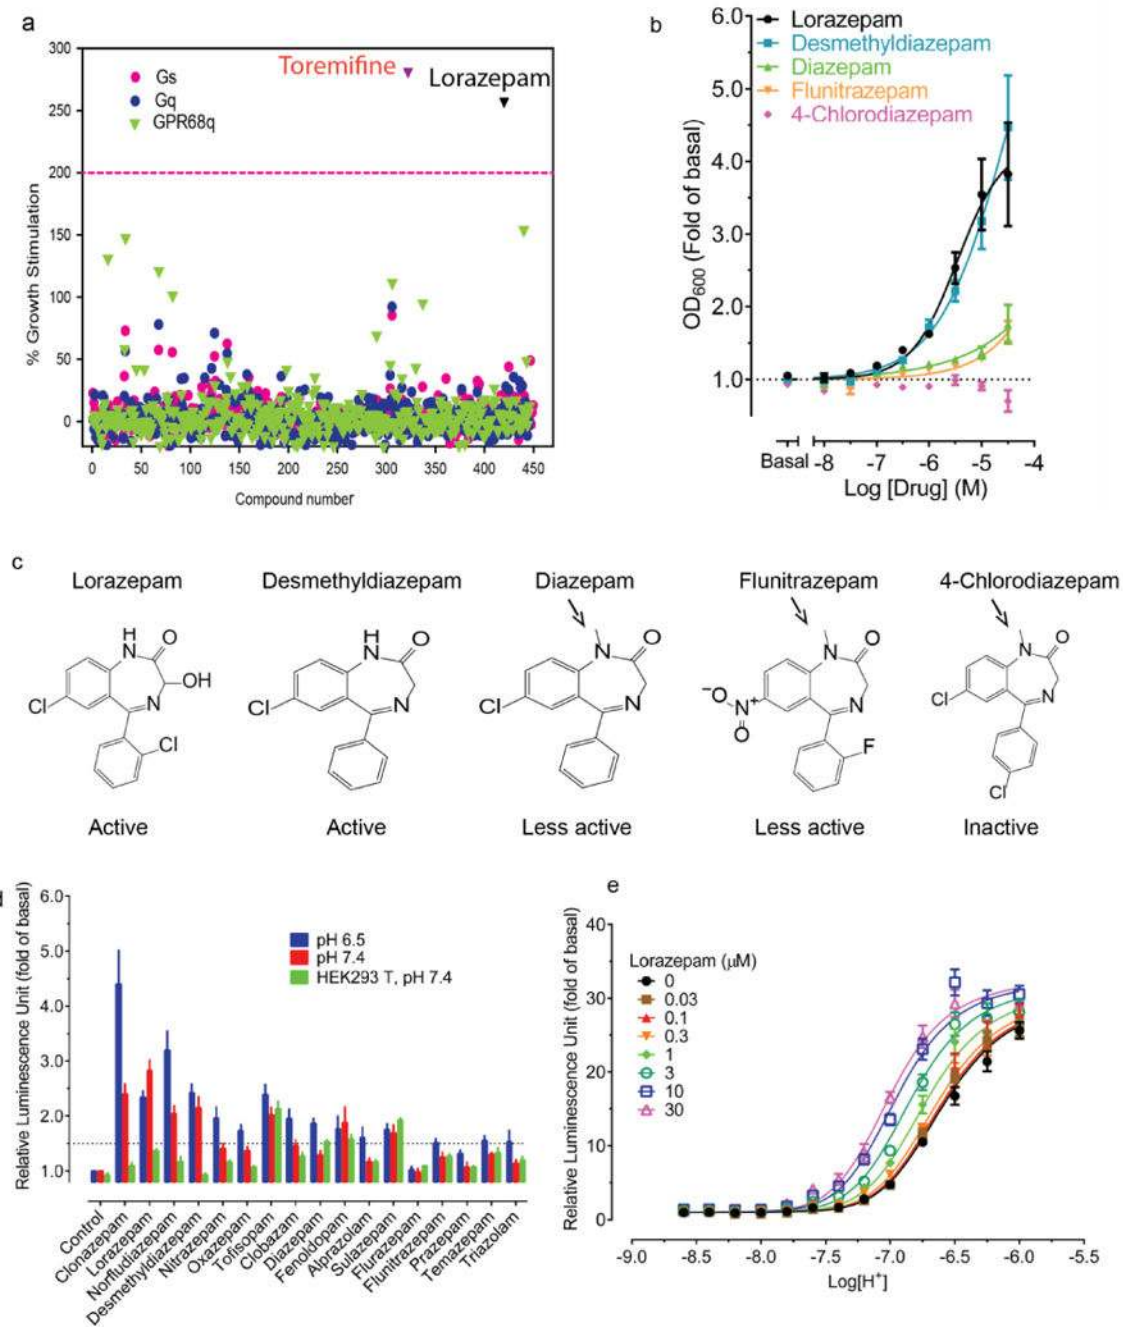 a
300
250
200
150
100
50
0
% Growth Stimulation
Gs
Gq
GPR68q
Toremifine
Lorazepam
0 50 100 150 200 250 300 350 400 450
Compound number
b
6.0
5.0
4.0
3.0
2.0
1.0
OD600 (Fold of basal)
Lorazepam
Desmethyldiazepam
Diazepam
Flunitrazepam
4-Chlorodiazepam
Basal -8 -7 -6 -5 -4
Log [Drug] (M)
c
Lorazepam Desmethyldiazepam Diazepam Flunitrazepam 4-Chlorodiazepam
H N O OH N Cl Cl
H N O N Cl
N O N Cl
N O N −O N+ O F
N O N Cl Cl
Active Active Less active Less active Inactive
Relative Luminescence Unit (fold of basal)
6.0
5.0
4.0
3.0
2.0
1.0
pH 6.5
pH 7.4
HEK293 T, pH 7.4
Control
Clonazepam
Lorazepam
Norfludiazepam
Desmethyldiazepam
Nitrazepam
Oxazepam
Tofisopam
Clobazam
Diazepam
Fenoldopam
Alprazolam
Sulazepam
Flurazepam
Flunitrazepam
Prazepam
Temazepam
Triazolam
e
Relative Luminescence Unit (fold of basal)
40
30
20
10
0
Lorazepam (µM)
0
0.03
0.1
0.3
1
3
10
30
-9.0 -8.5 -8.0 -7.5 -7.0 -6.5 -6.0 -5.5
Log[H+]